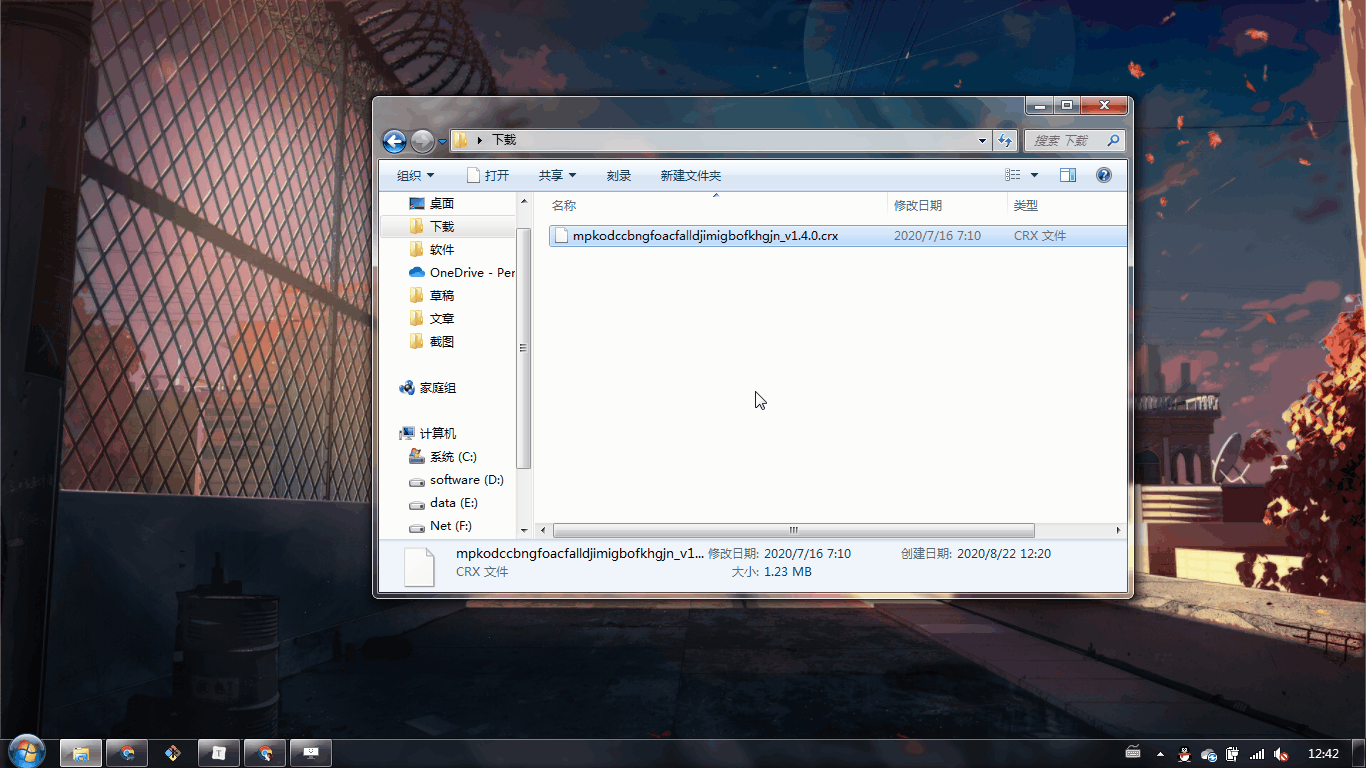 下载
搜索 下载
组织 打开 共享 刻录 新建文件夹
桌面
下载
软件
OneDrive - Per
草稿
文章
截图
家庭组
计算机
系统 (C:)
software (D:)
data (E:)
Net (F:)
名称 修改日期 类型
mpkodccbngfoacfalldjimigbofkhgjn_v1.4.0.crx 2020/7/16 7:10 CRX 文件
mpkodccbngfoacfalldjimigbofkhgjn_v1... 修改日期: 2020/7/16 7:10 创建日期: 2020/8/22 12:20
CRX 文件 大小: 1.23 MB
12:42